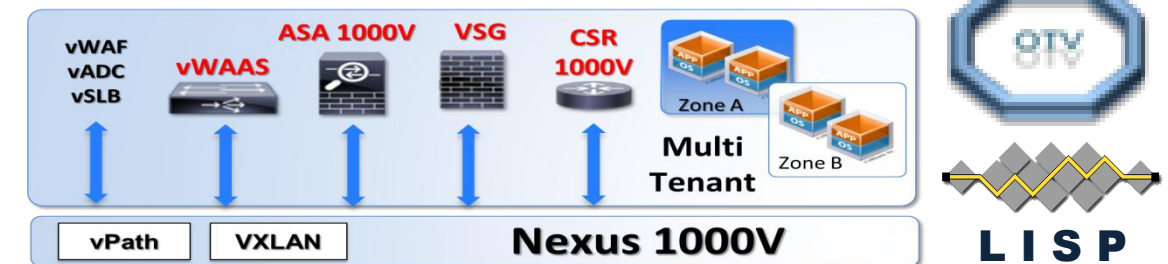 vWAF
vADC
vSLB
vWAAS
ASA 1000V
VSG
CSR
1000V
APP
OS
APP
OS
Zone A
APP
OS
APP
OS
Zone B
Multi
Tenant
vPath
VXLAN
Nexus 1000V
OTV
LISP